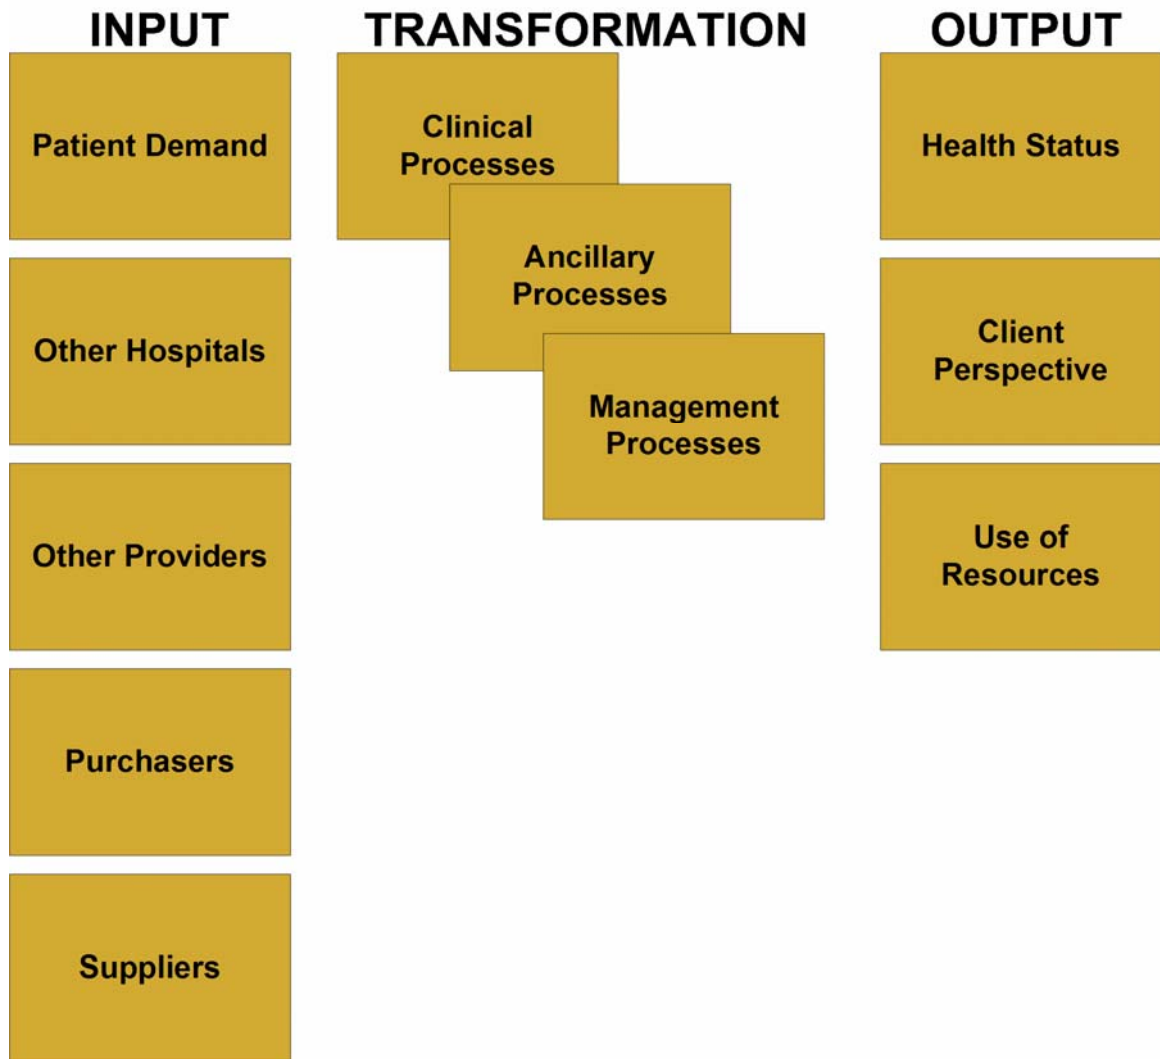 INPUT
Patient Demand
Other Hospitals
Other Providers
Purchasers
Suppliers
TRANSFORMATION
Clinical
Processes
Ancillary
Processes
Management
Processes
OUTPUT
Health Status
Client
Perspective
Use of
Resources